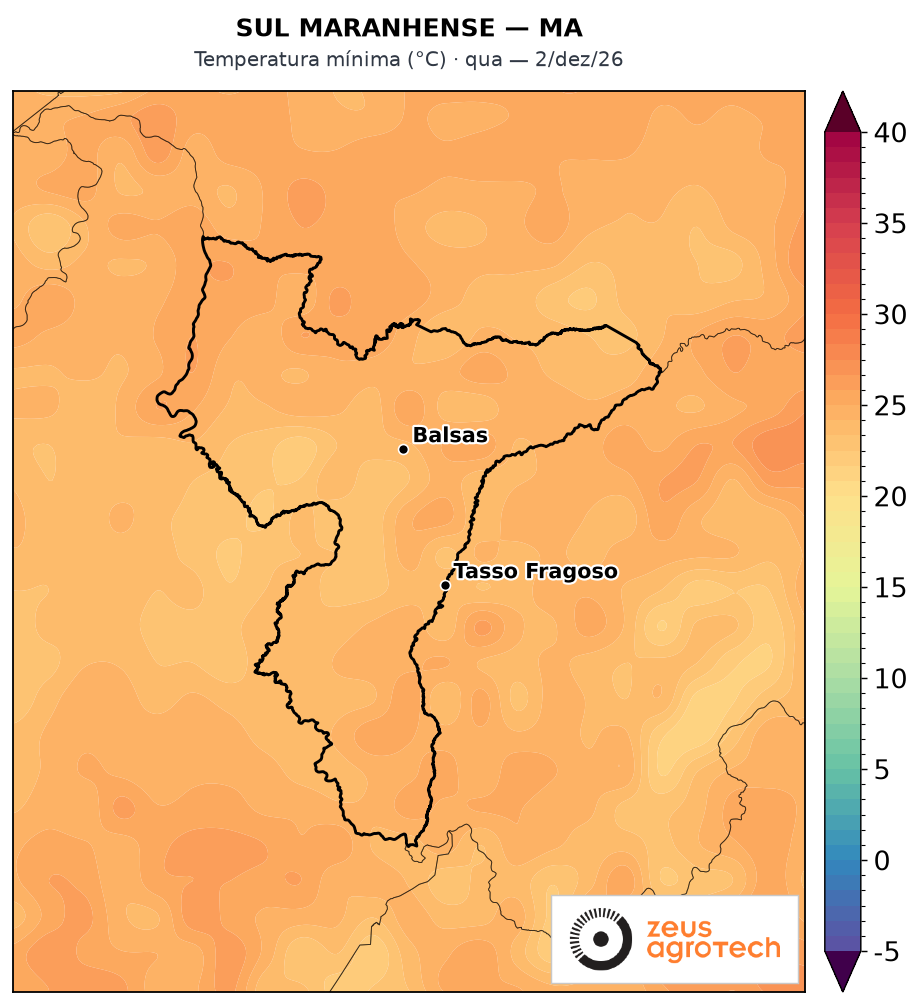 SUL MARANHENSE — MA
Temperatura mínima (°C) · qua — 2/dez/26
40
35
30
25
20
15
10
5
0
-5
Balsas
Tasso Fragoso
zeus
agrotech